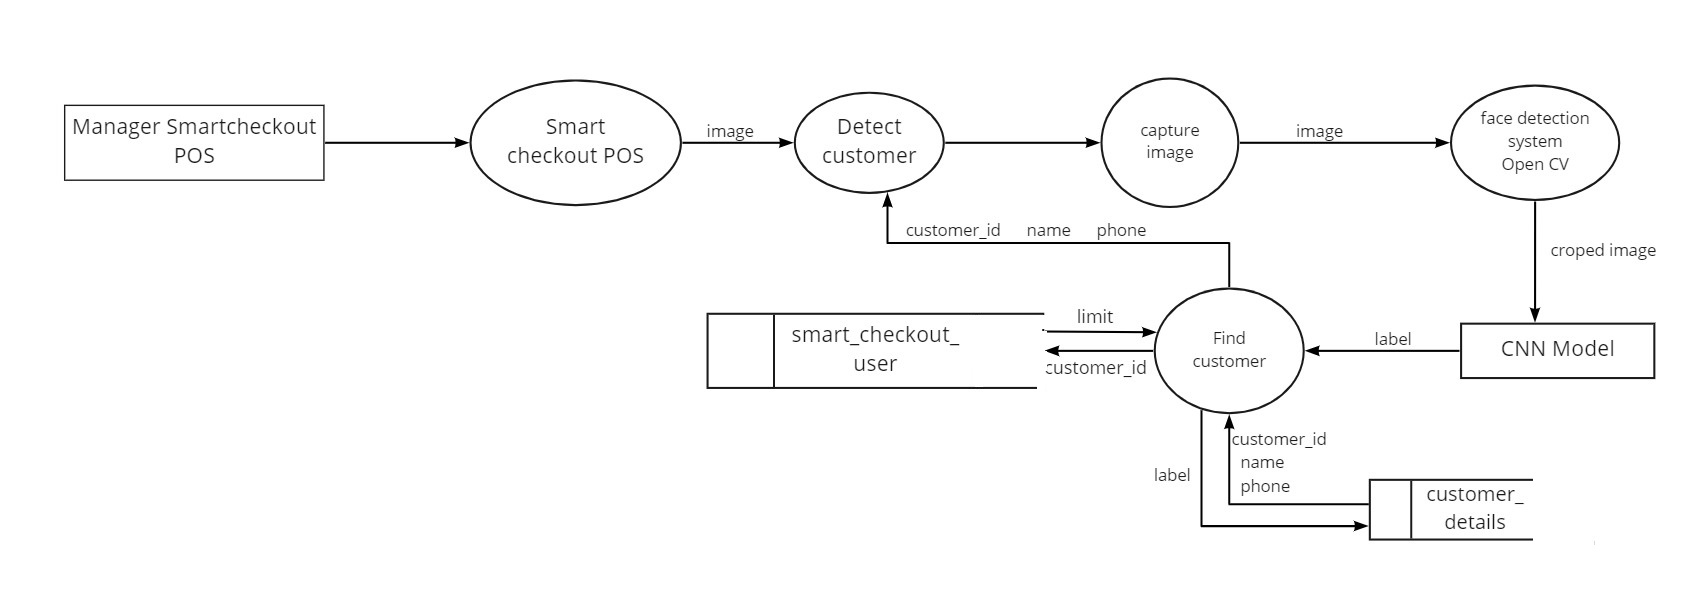 Manager Smartcheckout
POS
Smart
checkout POS
image
Detect
customer
capture
image
image
face detection
system
Open CV
customer_id name phone
croped image
smart_checkout_
user
limit
customer_id
Find
customer
label
CNN Model
label
customer_id
name
phone
customer_
details